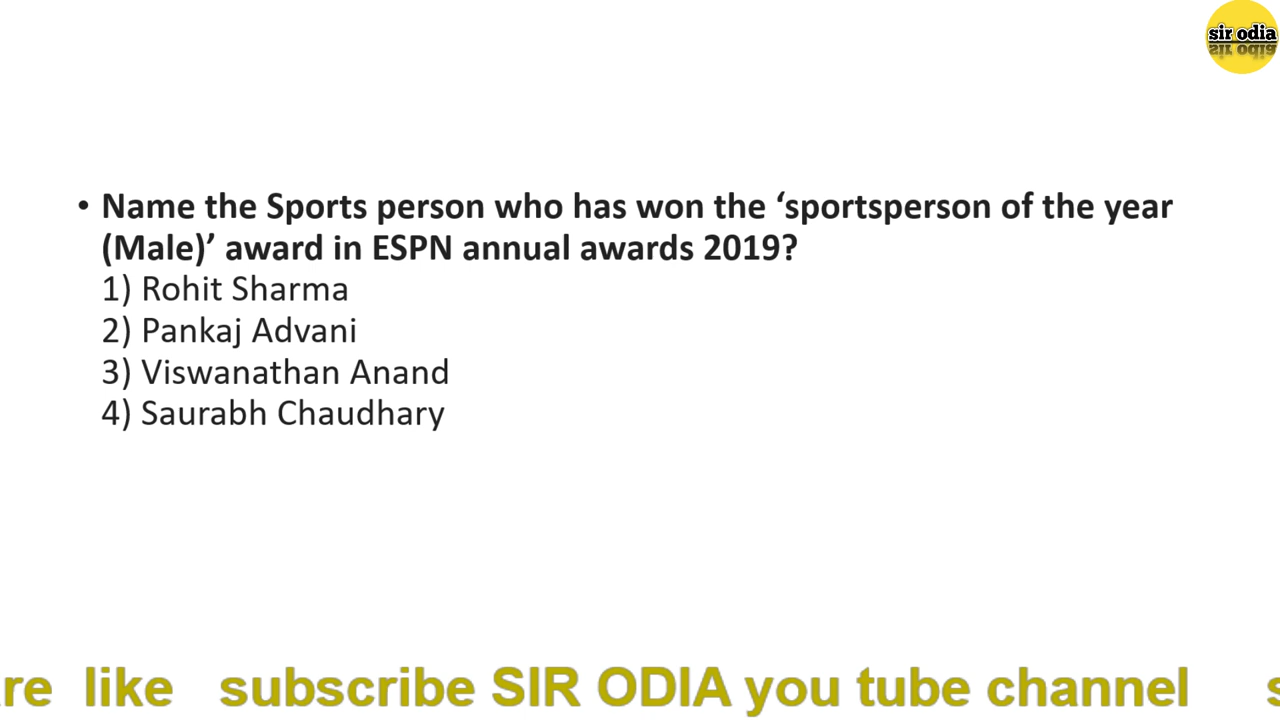 sir odia
• Name the Sports person who has won the ‘sportsperson of the year
(Male)’ award in ESPN annual awards 2019?
1) Rohit Sharma
2) Pankaj Advani
3) Viswanathan Anand
4) Saurabh Chaudhary
re like subscribe SIR ODIA you tube channel s